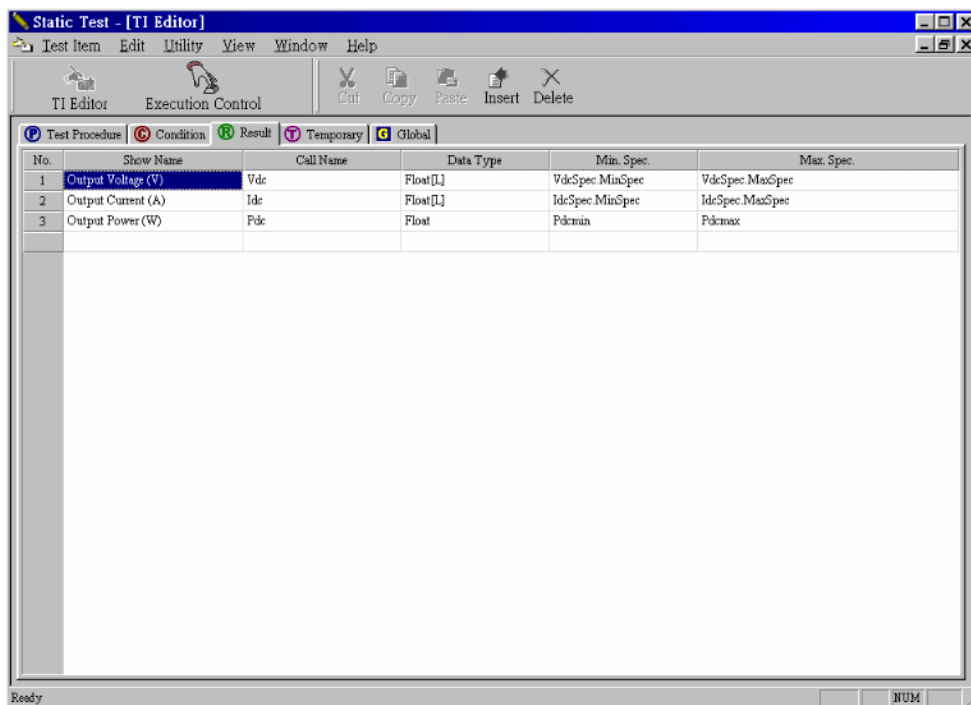 Static Test - [TI Editor]
Test Item Edit Utility View Window Help
TI Editor Execution Control Cut Copy Paste Insert Delete
P Test Procedure C Condition R Result T Temporary G Global
No. Show Name Call Name Data Type Min. Spec. Max. Spec.
1 Output Voltage (V) Vdc Float[L] VdcSpec.MinSpec VdcSpec.MaxSpec
2 Output Current (A) Idc Float[L] IdcSpec.MinSpec IdcSpec.MaxSpec
3 Output Power (W) Pdc Float Pdcmin Pdcmax
Ready NUM